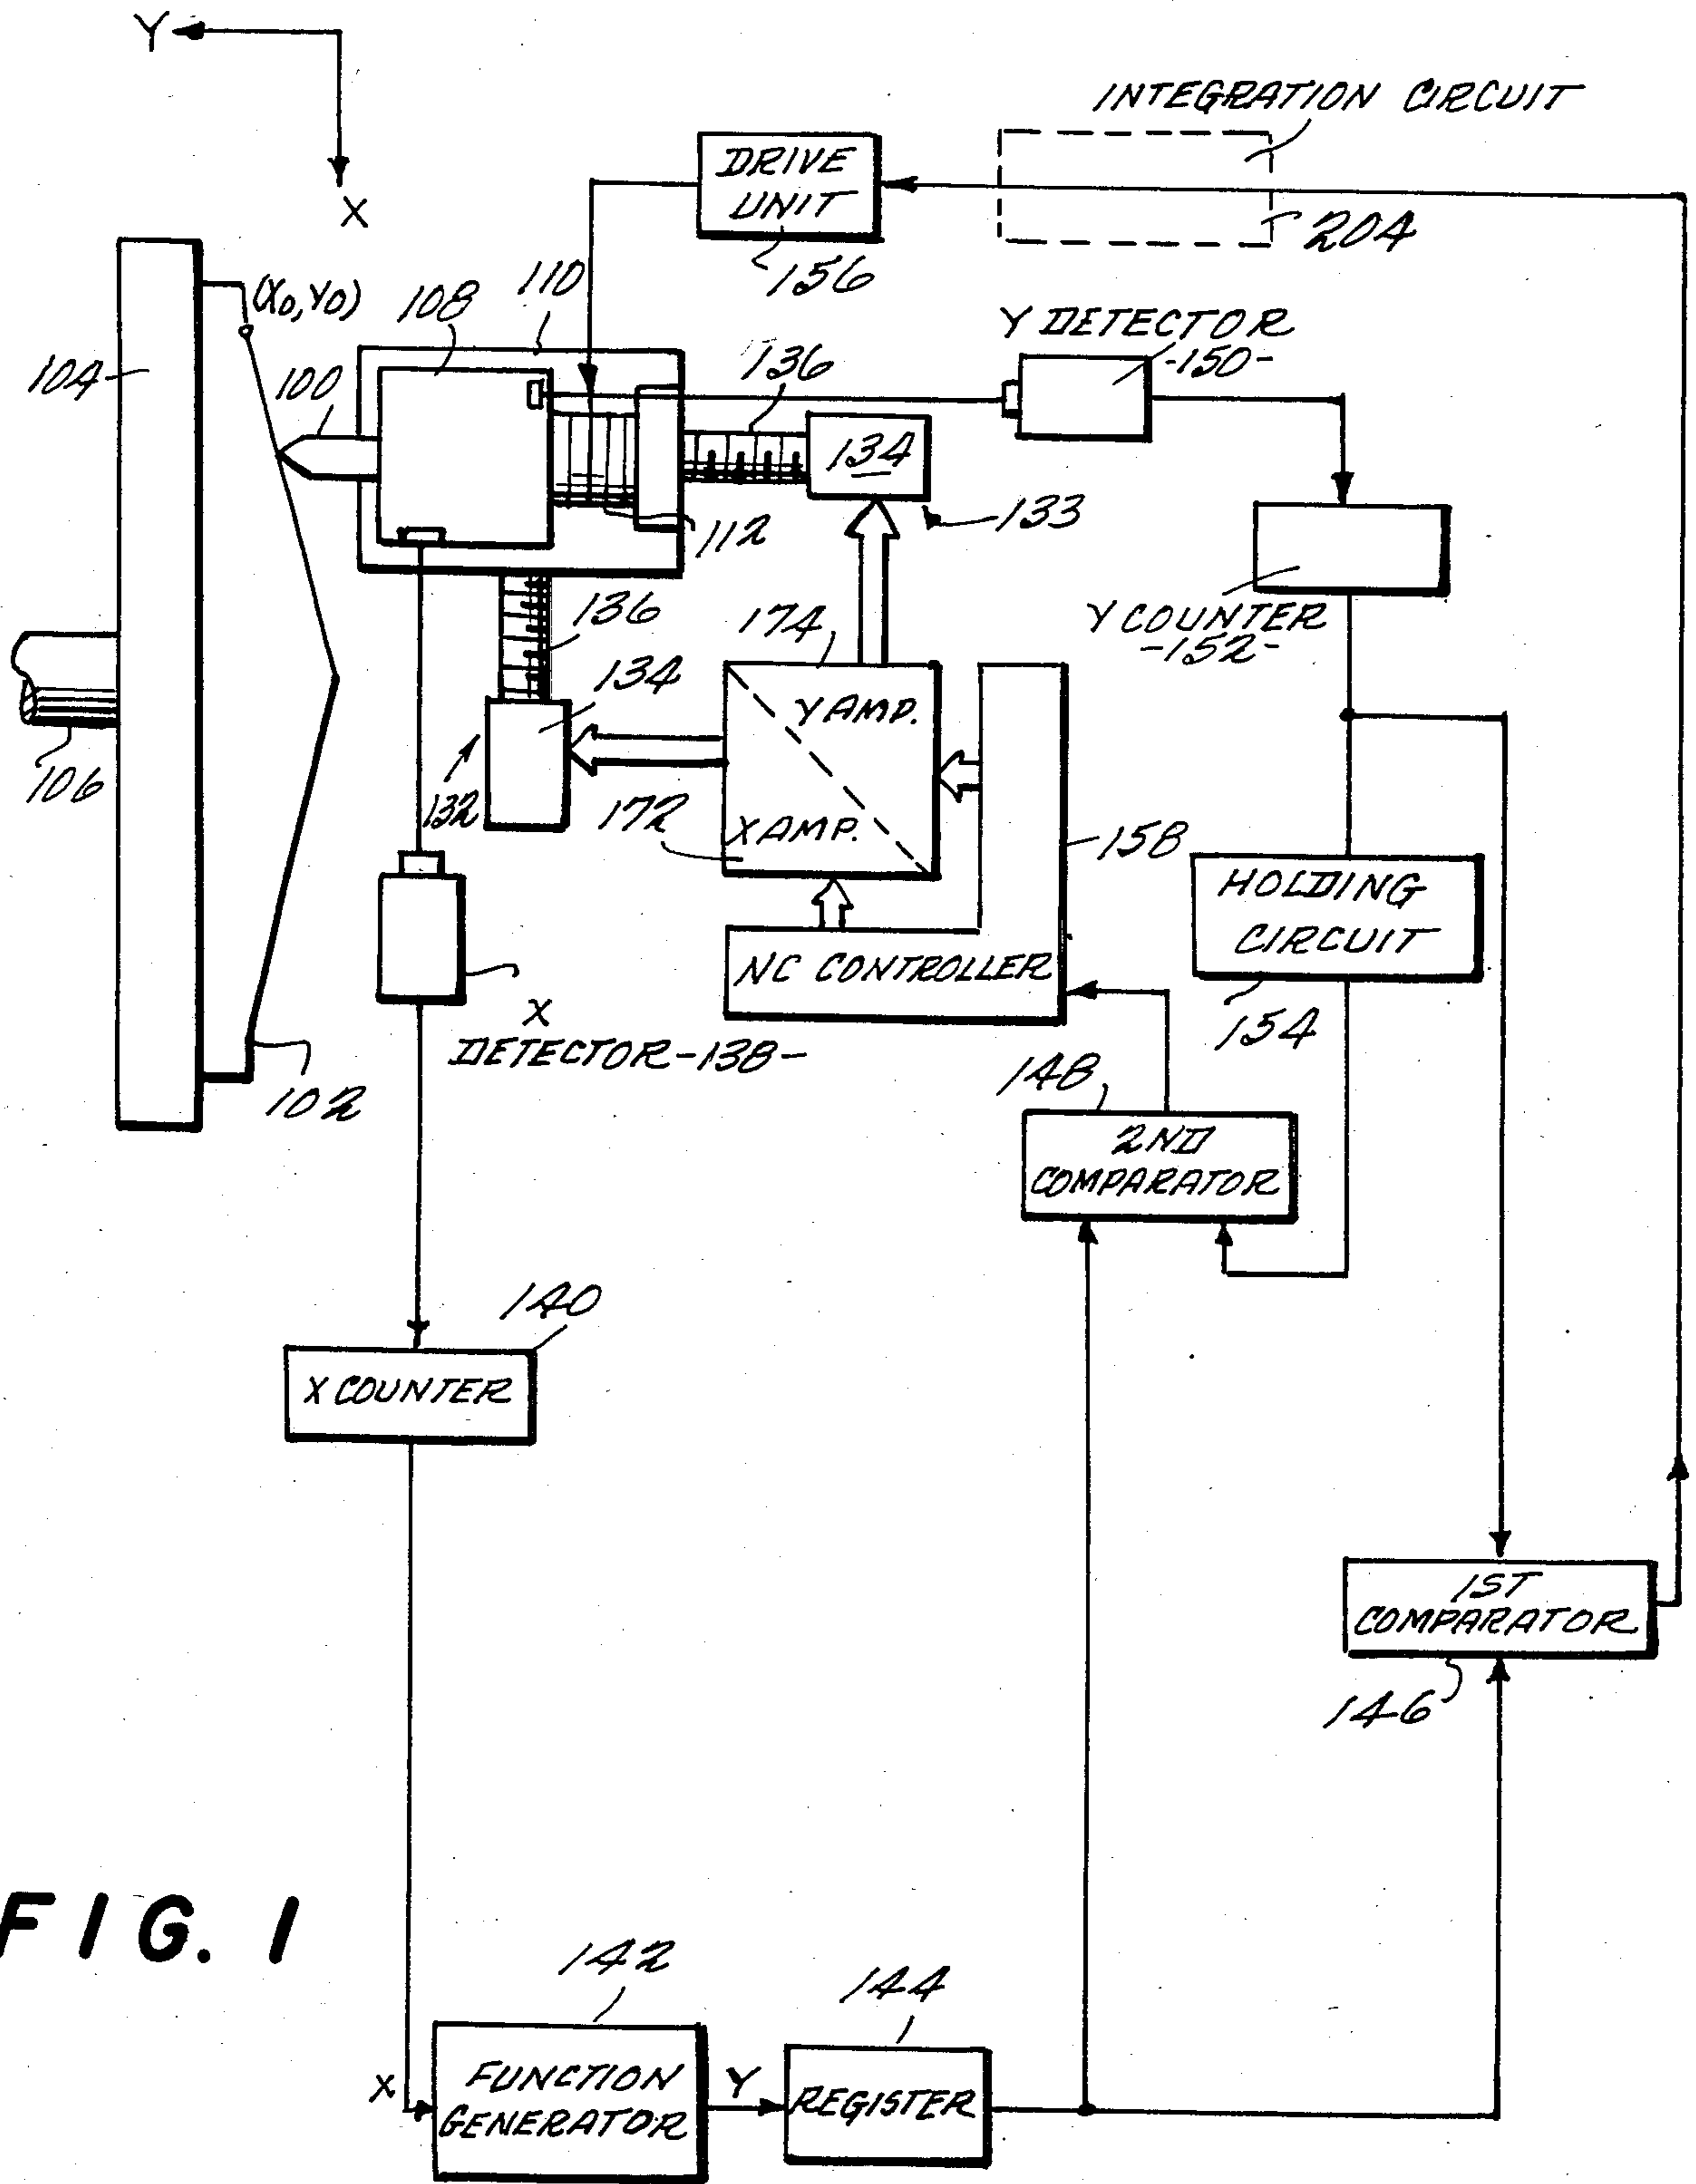 Y
X
INTEGRATION CIRCUIT
204
DRIVE
UNIT
156
(X0, Y0)
104
100
108
110
112
136
134
133
Y DETECTOR
-150-
Y COUNTER
-152-
136
134
132
174
Y AMP.
X AMP.
172
158
NC CONTROLLER
HOLDING
CIRCUIT
154
106
102
X
DETECTOR -138-
148
2ND
COMPARATOR
140
X COUNTER
1ST
COMPARATOR
146
FIG. 1
142
X
FUNCTION
GENERATOR
Y
144
REGISTER